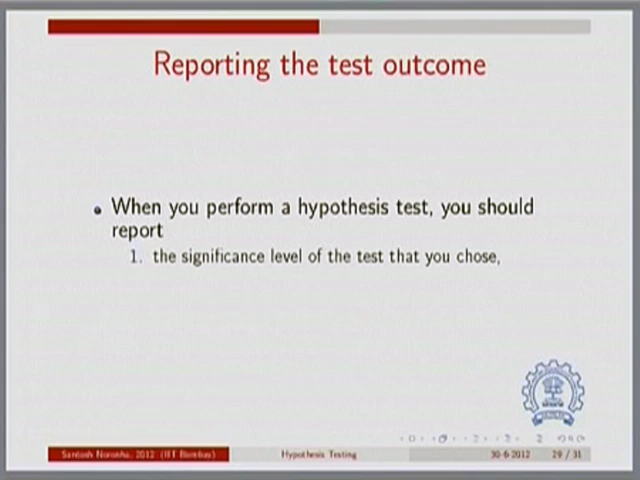 Reporting the test outcome
When you perform a hypothesis test, you should
report
1. the significance level of the test that you chose,
Santosh Noronha, 2012 (IIT Bombay)
Hypothesis Testing
30-6-2012
29 / 31